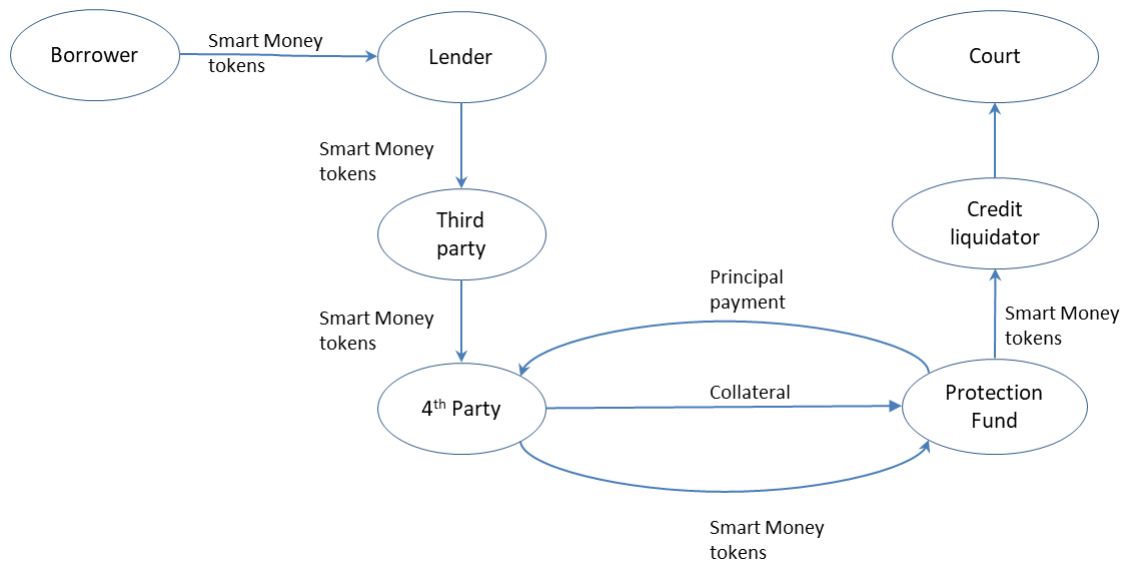 Borrower
Smart Money
tokens
Lender
Court
Smart Money
tokens
Third
party
Credit
liquidator
Smart Money
tokens
Principal
payment
Smart Money
tokens
4th Party
Collateral
Protection
Fund
Smart Money
tokens